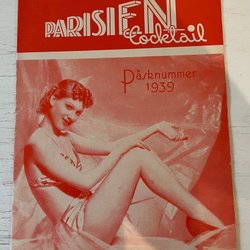 PARISIEN
Cocktail
Påsknummer
1939